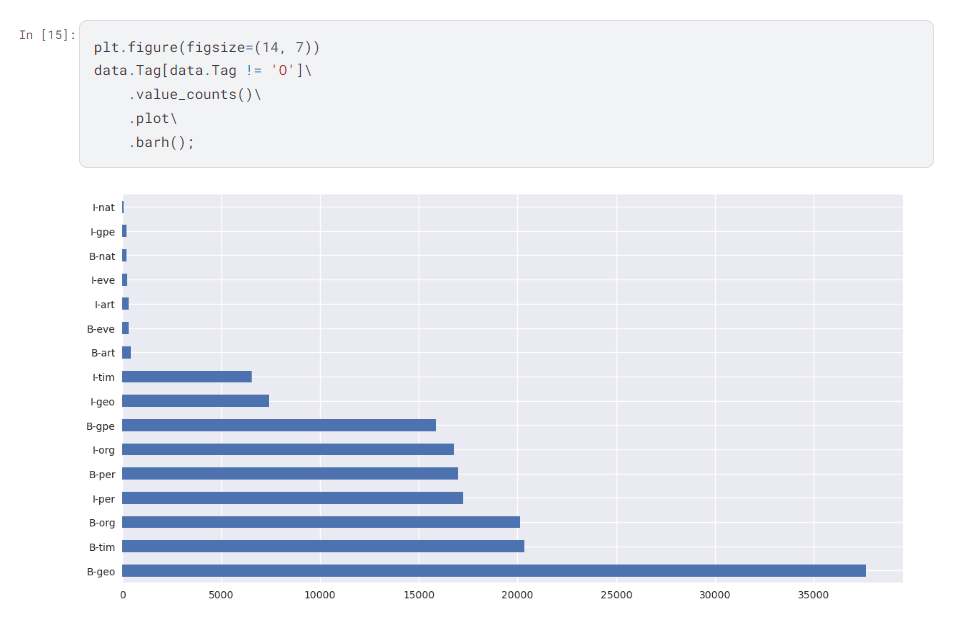 In [15]:
plt.figure(figsize=(14, 7))
data.Tag[data.Tag != 'O']\
    .value_counts()\
    .plot\
    .barh();
I-nat
I-gpe
B-nat
I-eve
I-art
B-eve
B-art
I-tim
I-geo
B-gpe
I-org
B-per
I-per
B-org
B-tim
B-geo
0 5000 10000 15000 20000 25000 30000 35000